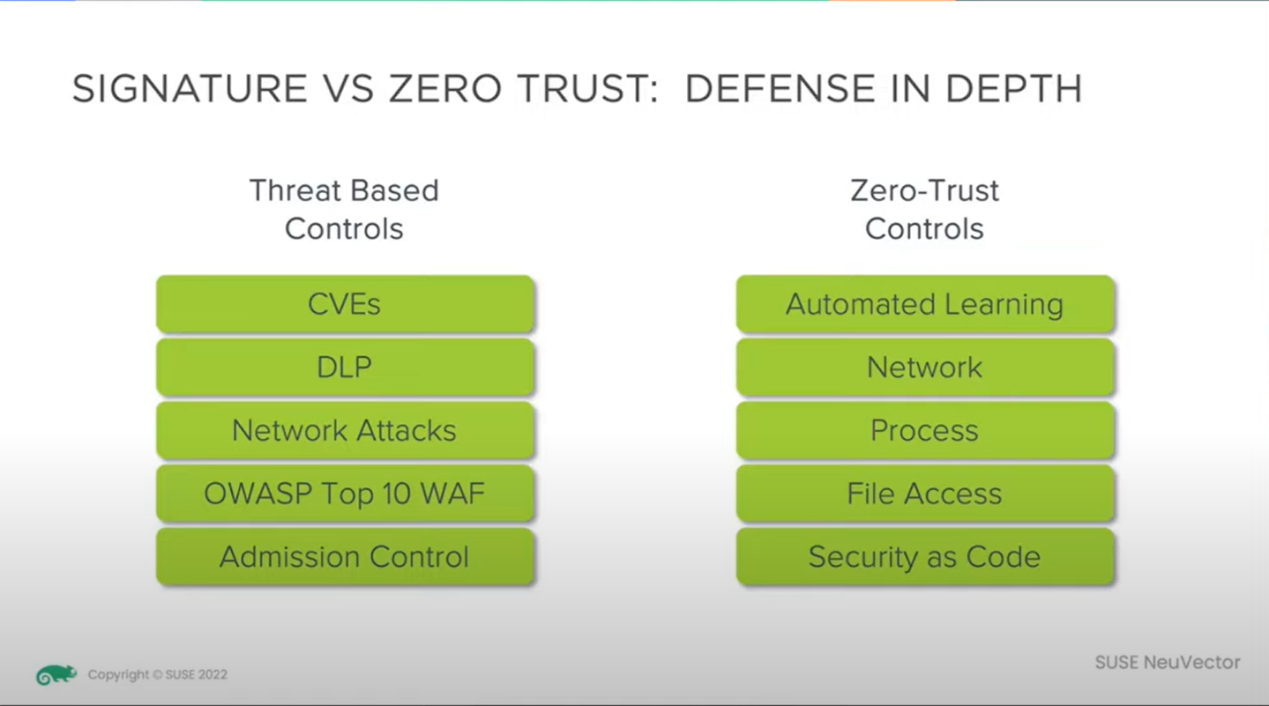 SIGNATURE VS ZERO TRUST: DEFENSE IN DEPTH
Threat Based
Controls
CVEs
DLP
Network Attacks
OWASP Top 10 WAF
Admission Control
Zero-Trust
Controls
Automated Learning
Network
Process
File Access
Security as Code
Copyright © SUSE 2022
SUSE NeuVector